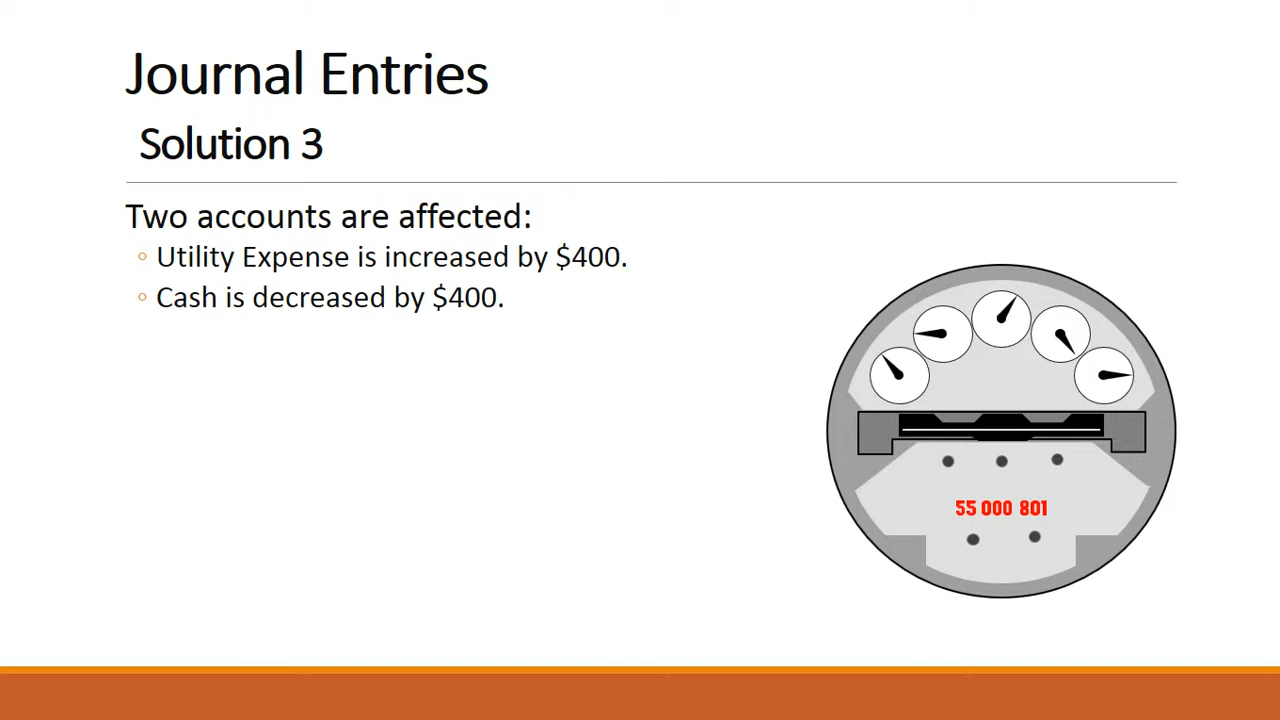 Journal Entries
Solution 3
Two accounts are affected:
◦ Utility Expense is increased by $400.
◦ Cash is decreased by $400.
55 000 801